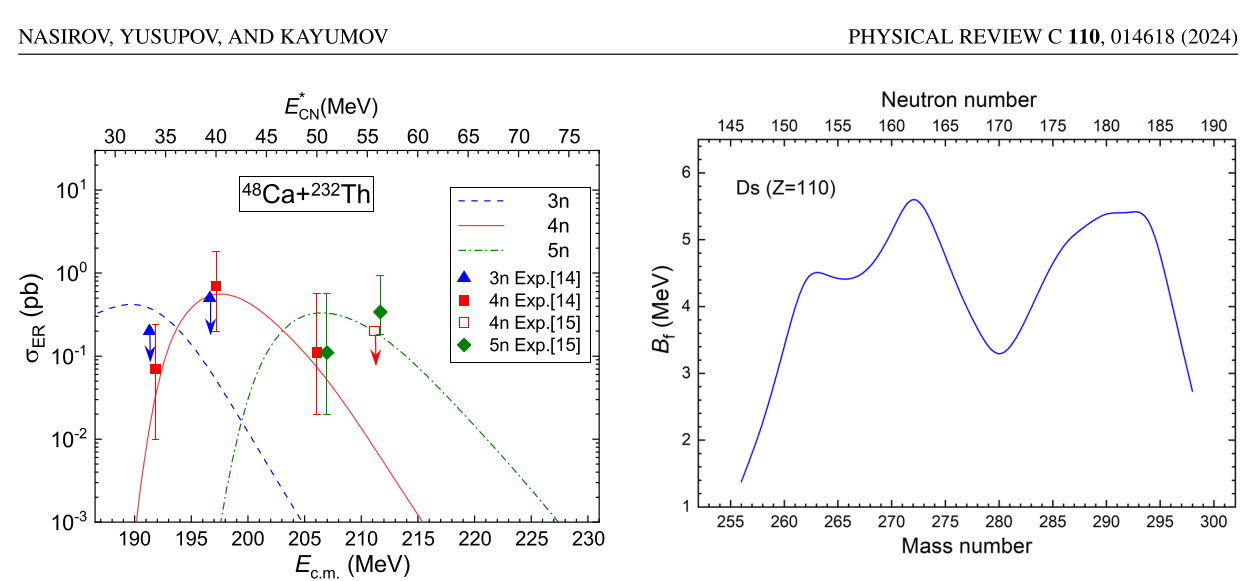 NASIROV, YUSUPOV, AND KAYUMOV
PHYSICAL REVIEW C 110, 014618 (2024)
E*CN(MeV)
30 35 40 45 50 55 60 65 70 75
48Ca+232Th
3n
4n
5n
3n Exp.[14]
4n Exp.[14]
4n Exp.[15]
5n Exp.[15]
σER (pb)
10^1
10^0
10^-1
10^-2
10^-3
190 195 200 205 210 215 220 225 230
Ec.m. (MeV)
Neutron number
145 150 155 160 165 170 175 180 185 190
Ds (Z=110)
Bf (MeV)
6
5
4
3
2
1
255 260 265 270 275 280 285 290 295 300
Mass number